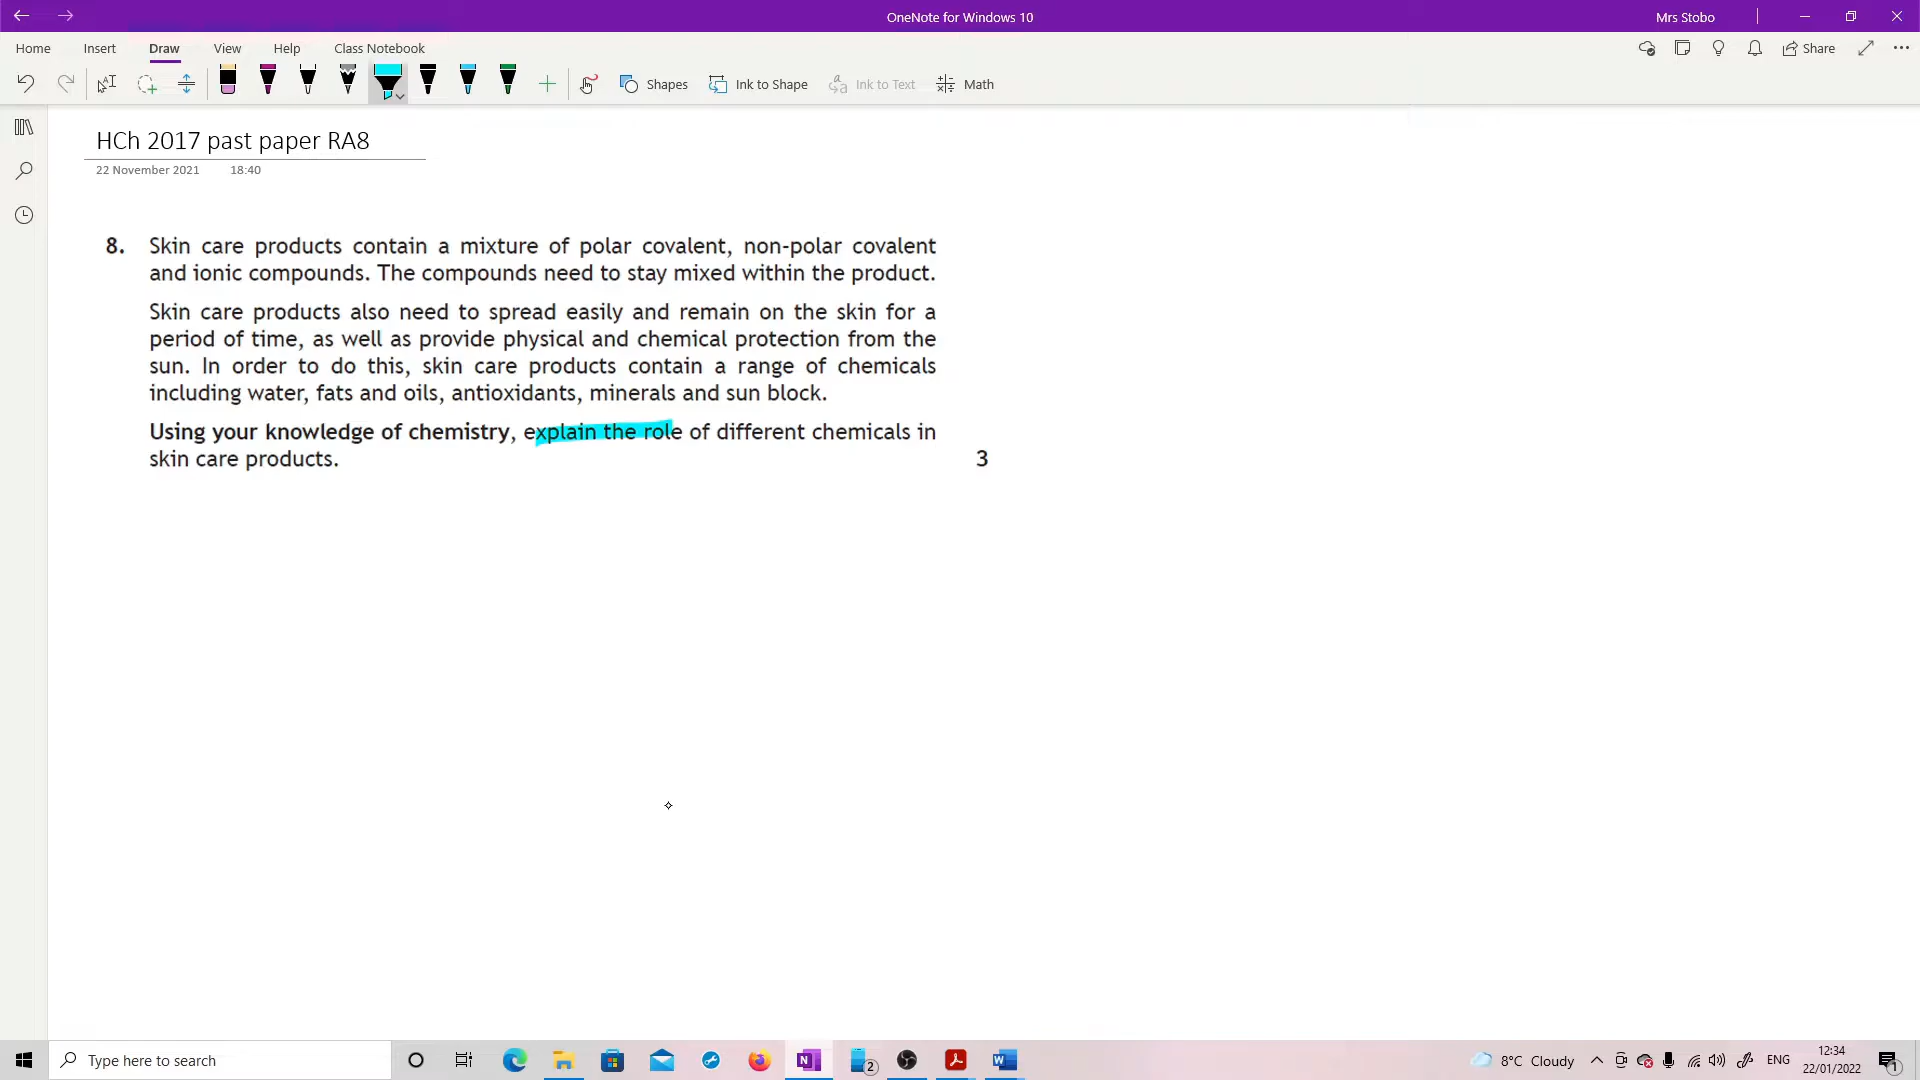 OneNote for Windows 10
Mrs Stobo
Home Insert Draw View Help Class Notebook
Share
Shapes Ink to Shape Ink to Text Math
HCh 2017 past paper RA8
22 November 2021 18:40
8. Skin care products contain a mixture of polar covalent, non-polar covalent
and ionic compounds. The compounds need to stay mixed within the product.
Skin care products also need to spread easily and remain on the skin for a
period of time, as well as provide physical and chemical protection from the
sun. In order to do this, skin care products contain a range of chemicals
including water, fats and oils, antioxidants, minerals and sun block.
Using your knowledge of chemistry, explain the role of different chemicals in
skin care products. 3
Type here to search
2
8°C Cloudy
ENG
12:34
22/01/2022
1